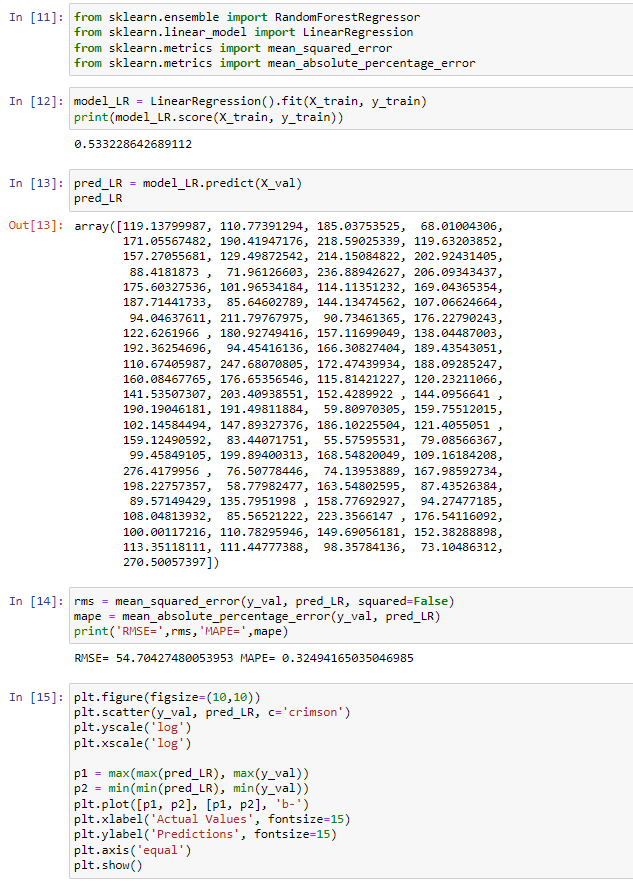 In [11]: from sklearn.ensemble import RandomForestRegressor
from sklearn.linear_model import LinearRegression
from sklearn.metrics import mean_squared_error
from sklearn.metrics import mean_absolute_percentage_error
In [12]: model_LR = LinearRegression().fit(X_train, y_train)
print(model_LR.score(X_train, y_train))
0.533228642689112
In [13]: pred_LR = model_LR.predict(X_val)
pred_LR
Out[13]: array([119.13799987, 110.77391294, 185.03753525,  68.01004306,
171.05567482, 190.41947176, 218.59025339, 119.63203852,
157.27055681, 129.49872542, 214.15084822, 202.92431405,
88.4181873 ,  71.96126603, 236.88942627, 206.09343437,
175.60327536, 101.96534184, 114.11351232, 169.04365354,
187.71441733,  85.64602789, 144.13474562, 107.06624664,
94.04637611, 211.79767975,  90.73461365, 176.22790243,
122.6261966 , 180.92749416, 157.11699049, 138.04487003,
192.36254696,  94.45416136, 166.30827404, 189.43543051,
110.67405987, 247.68070805, 172.47439934, 188.09285247,
160.08467765, 176.65356546, 115.81421227, 120.23211066,
141.53507307, 203.40938551, 152.4289922 , 144.0956641 ,
190.19046181, 191.49811884,  59.80970305, 159.75512015,
102.14584494, 147.89327376, 186.10225504, 121.4055051 ,
159.12490592,  83.44071751,  55.57595531,  79.08566367,
99.45849105, 199.89400313, 168.54820049, 109.16184208,
276.4179956 ,  76.50778446,  74.13953889, 167.98592734,
198.22757357,  58.77982477, 163.54802595,  87.43526384,
89.57149429, 135.7951998 , 158.77692927,  94.27477185,
108.04813932,  85.56521222, 223.3566147 , 176.54116092,
100.00117216, 110.78295946, 149.69056181, 152.38288898,
113.35118111, 111.44777388,  98.35784136,  73.10486312,
270.50057397])
In [14]: rms = mean_squared_error(y_val, pred_LR, squared=False)
mape = mean_absolute_percentage_error(y_val, pred_LR)
print('RMSE=',rms,'MAPE=',mape)
RMSE= 54.70427480053953 MAPE= 0.32494165035046985
In [15]: plt.figure(figsize=(10,10))
plt.scatter(y_val, pred_LR, c='crimson')
plt.yscale('log')
plt.xscale('log')
p1 = max(max(pred_LR), max(y_val))
p2 = min(min(pred_LR), min(y_val))
plt.plot([p1, p2], [p1, p2], 'b-')
plt.xlabel('Actual Values', fontsize=15)
plt.ylabel('Predictions', fontsize=15)
plt.axis('equal')
plt.show()